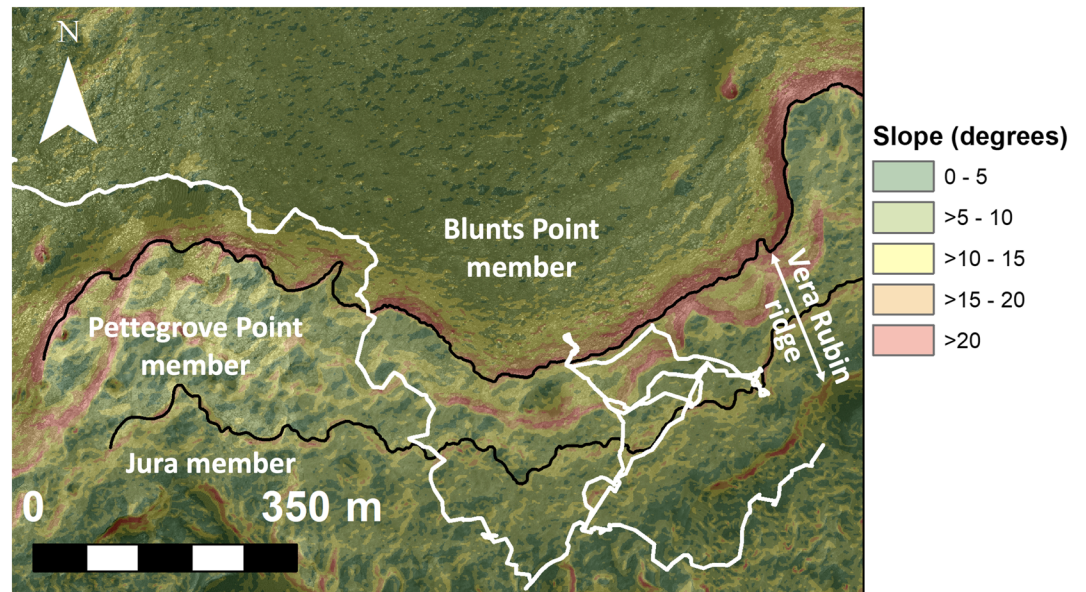 N
Slope (degrees)
0 - 5
>5 - 10
>10 - 15
>15 - 20
>20
Blunts Point
member
Vera Rubin
ridge
Pettegrove Point
member
Jura member
0
350 m